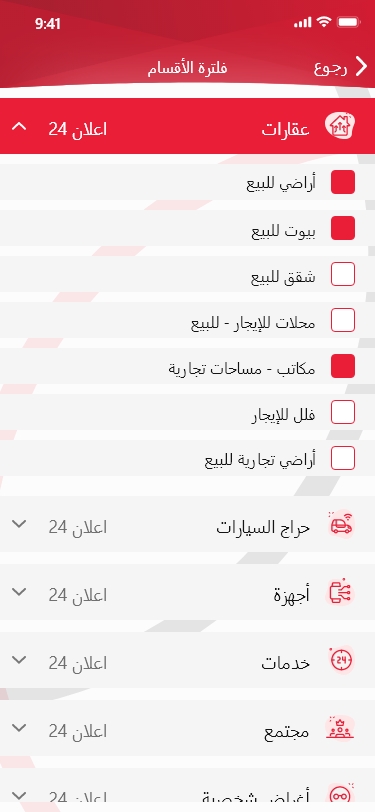 9:41
رجوع
فلترة الأقسام
عقارات
24 اعلان
أراضي للبيع
بيوت للبيع
شقق للبيع
محلات للإيجار - للبيع
مكاتب - مساحات تجارية
فلل للإيجار
أراضي تجارية للبيع
حراج السيارات
24 اعلان
أجهزة
24 اعلان
خدمات
24 اعلان
مجتمع
24 اعلان
أغراض شخصية
24 اعلان